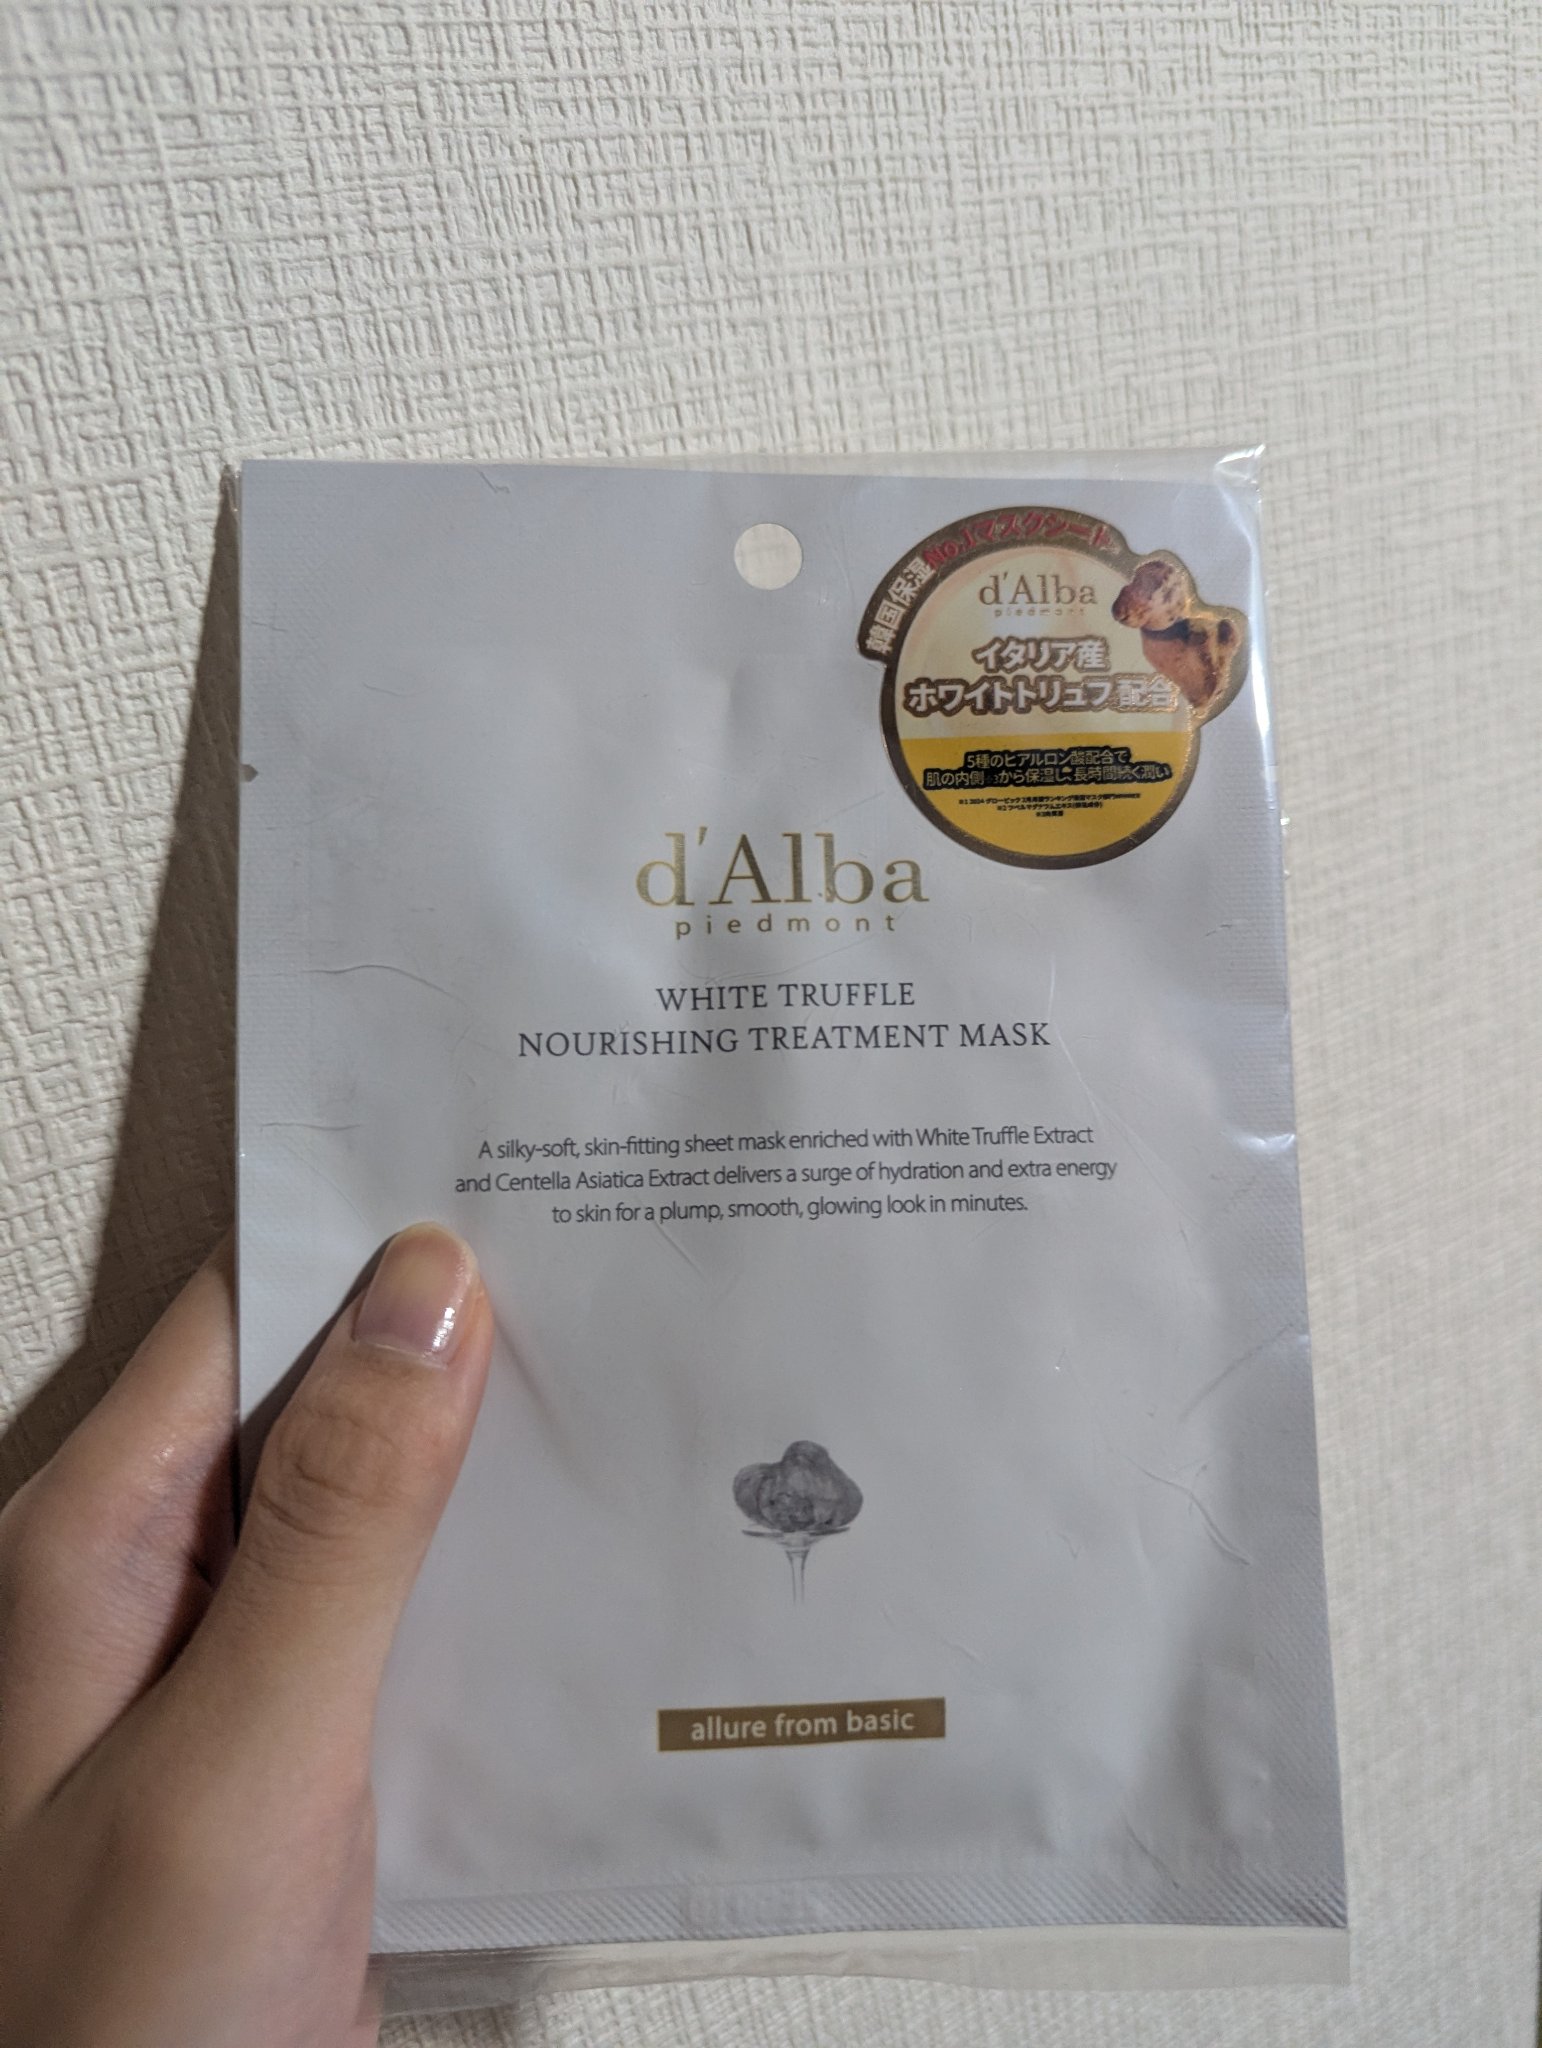 韓国保湿No.1マスクシート
d'Alba
piedmont
イタリア産
ホワイトトリュフ配合
5種のヒアルロン酸配合で
肌の内側※3から保湿し、長時間続く潤い
※3角質層
d'Alba
piedmont
WHITE TRUFFLE
NOURISHING TREATMENT MASK
A silky-soft, skin-fitting sheet mask enriched with White Truffle Extract
and Centella Asiatica Extract delivers a surge of hydration and extra energy
to skin for a plump, smooth, glowing look in minutes.
allure from basic